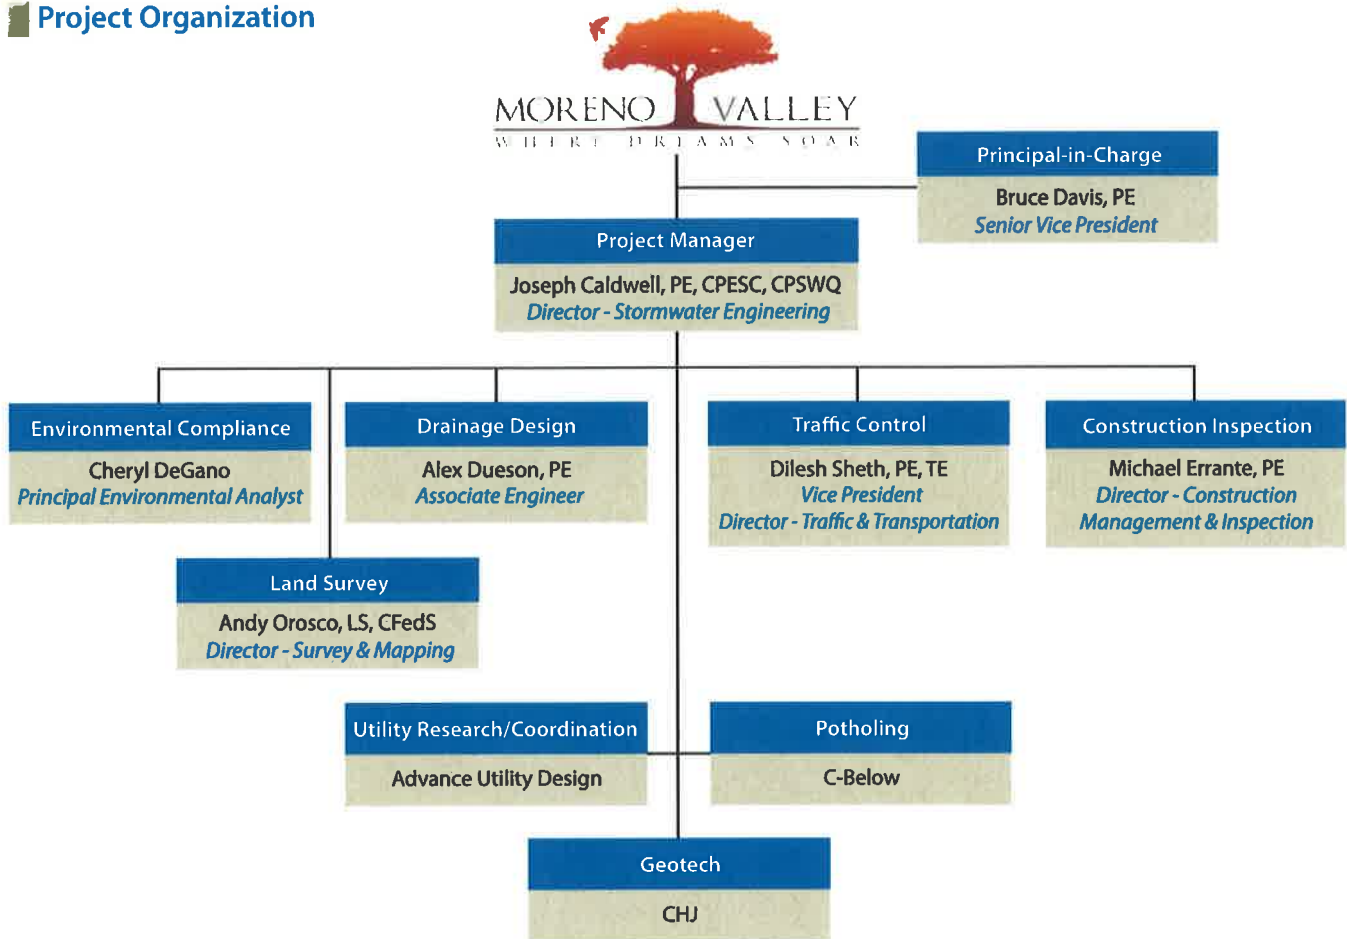 Project Organization
MORENO VALLEY
WHERE DREAMS SOAR
Principal-in-Charge
Bruce Davis, PE
Senior Vice President
Project Manager
Joseph Caldwell, PE, CPESC, CPSWQ
Director - Stormwater Engineering
Environmental Compliance
Cheryl DeGano
Principal Environmental Analyst
Drainage Design
Alex Dueson, PE
Associate Engineer
Traffic Control
Dilesh Sheth, PE, TE
Vice President
Director - Traffic & Transportation
Construction Inspection
Michael Errante, PE
Director - Construction
Management & Inspection
Land Survey
Andy Orosco, LS, CFedS
Director - Survey & Mapping
Utility Research/Coordination
Advance Utility Design
Potholing
C-Below
Geotech
CHJ